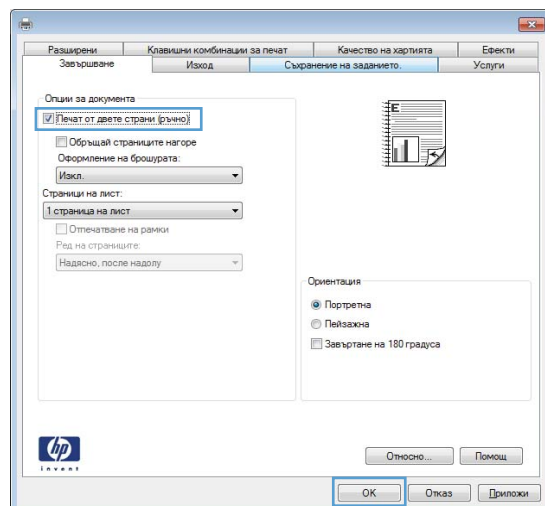 Разширени
Клавишни комбинации за печат
Качество на хартията
Ефекти
Завършване
Изход
Съхранение на заданието.
Услуги
Опции за документа
Печат от двете страни (ръчно)
Обръщай страниците нагоре
Оформление на брошурата:
Изкл.
Страници на лист:
1 страница на лист
Отпечатване на рамки
Ред на страниците:
Надясно, после надолу
E
Ориентация
Портретна
Пейзажна
Завъртане на 180 градуса
hp
invent
Относно...
Помощ
OK
Отказ
Приложи